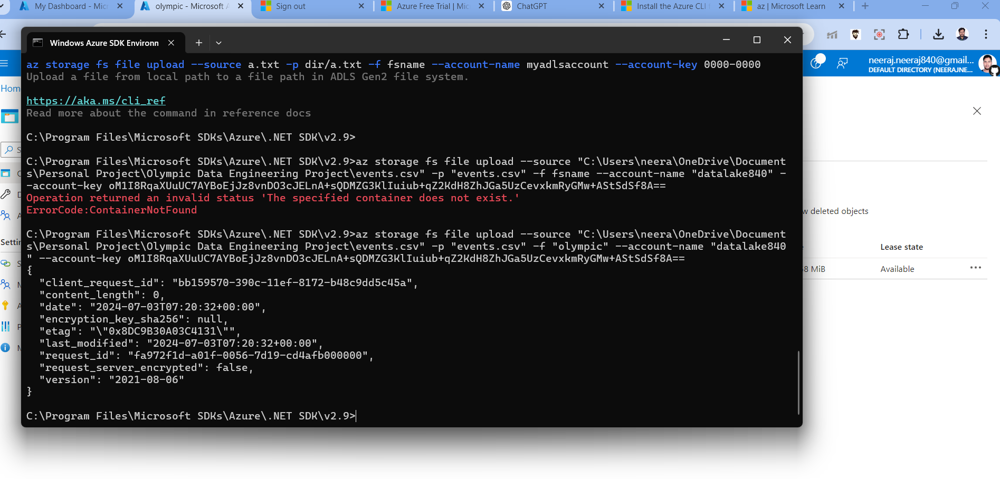 My Dashboard - Micr
olympic - Microsoft A
Sign out
Azure Free Trial | Mic
ChatGPT
Install the Azure CLI
az | Microsoft Learn
Windows Azure SDK Environn
neeraj.neeraj840@gmail...
DEFAULT DIRECTORY (NEERAJNE...
Hom
az storage fs file upload --source a.txt -p dir/a.txt -f fsname --account-name myadlsaccount --account-key 0000-0000
Upload a file from local path to a file path in ADLS Gen2 file system.
https://aka.ms/cli_ref
Read more about the command in reference docs
C:\Program Files\Microsoft SDKs\Azure\.NET SDK\v2.9>
C:\Program Files\Microsoft SDKs\Azure\.NET SDK\v2.9>az storage fs file upload --source "C:\Users\neera\OneDrive\Document
s\Personal Project\Olympic Data Engineering Project\events.csv" -p "events.csv" -f fsname --account-name "datalake840" -
-account-key oM1I8RqaXUuUC7AYBoEjJz8vnDO3cJELnA+sQDMZG3KlIuiub+qZ2KdH8ZhJGa5UzCevxkmRyGMw+AStSdSf8A==
Operation returned an invalid status 'The specified container does not exist.'
ErrorCode:ContainerNotFound
C:\Program Files\Microsoft SDKs\Azure\.NET SDK\v2.9>az storage fs file upload --source "C:\Users\neera\OneDrive\Document
s\Personal Project\Olympic Data Engineering Project\events.csv" -p "events.csv" -f "olympic" --account-name "datalake840
" --account-key oM1I8RqaXUuUC7AYBoEjJz8vnDO3cJELnA+sQDMZG3KlIuiub+qZ2KdH8ZhJGa5UzCevxkmRyGMw+AStSdSf8A==
{
"client_request_id": "bb159570-390c-11ef-8172-b48c9dd5c45a",
"content_length": 0,
"date": "2024-07-03T07:20:32+00:00",
"encryption_key_sha256": null,
"etag": "\"0x8DC9B30A03C4131\"",
"last_modified": "2024-07-03T07:20:32+00:00",
"request_id": "fa972f1d-a01f-0056-7d19-cd4afb000000",
"request_server_encrypted": false,
"version": "2021-08-06"
}
C:\Program Files\Microsoft SDKs\Azure\.NET SDK\v2.9>
Settin
w deleted objects
Lease state
8 MiB
Available